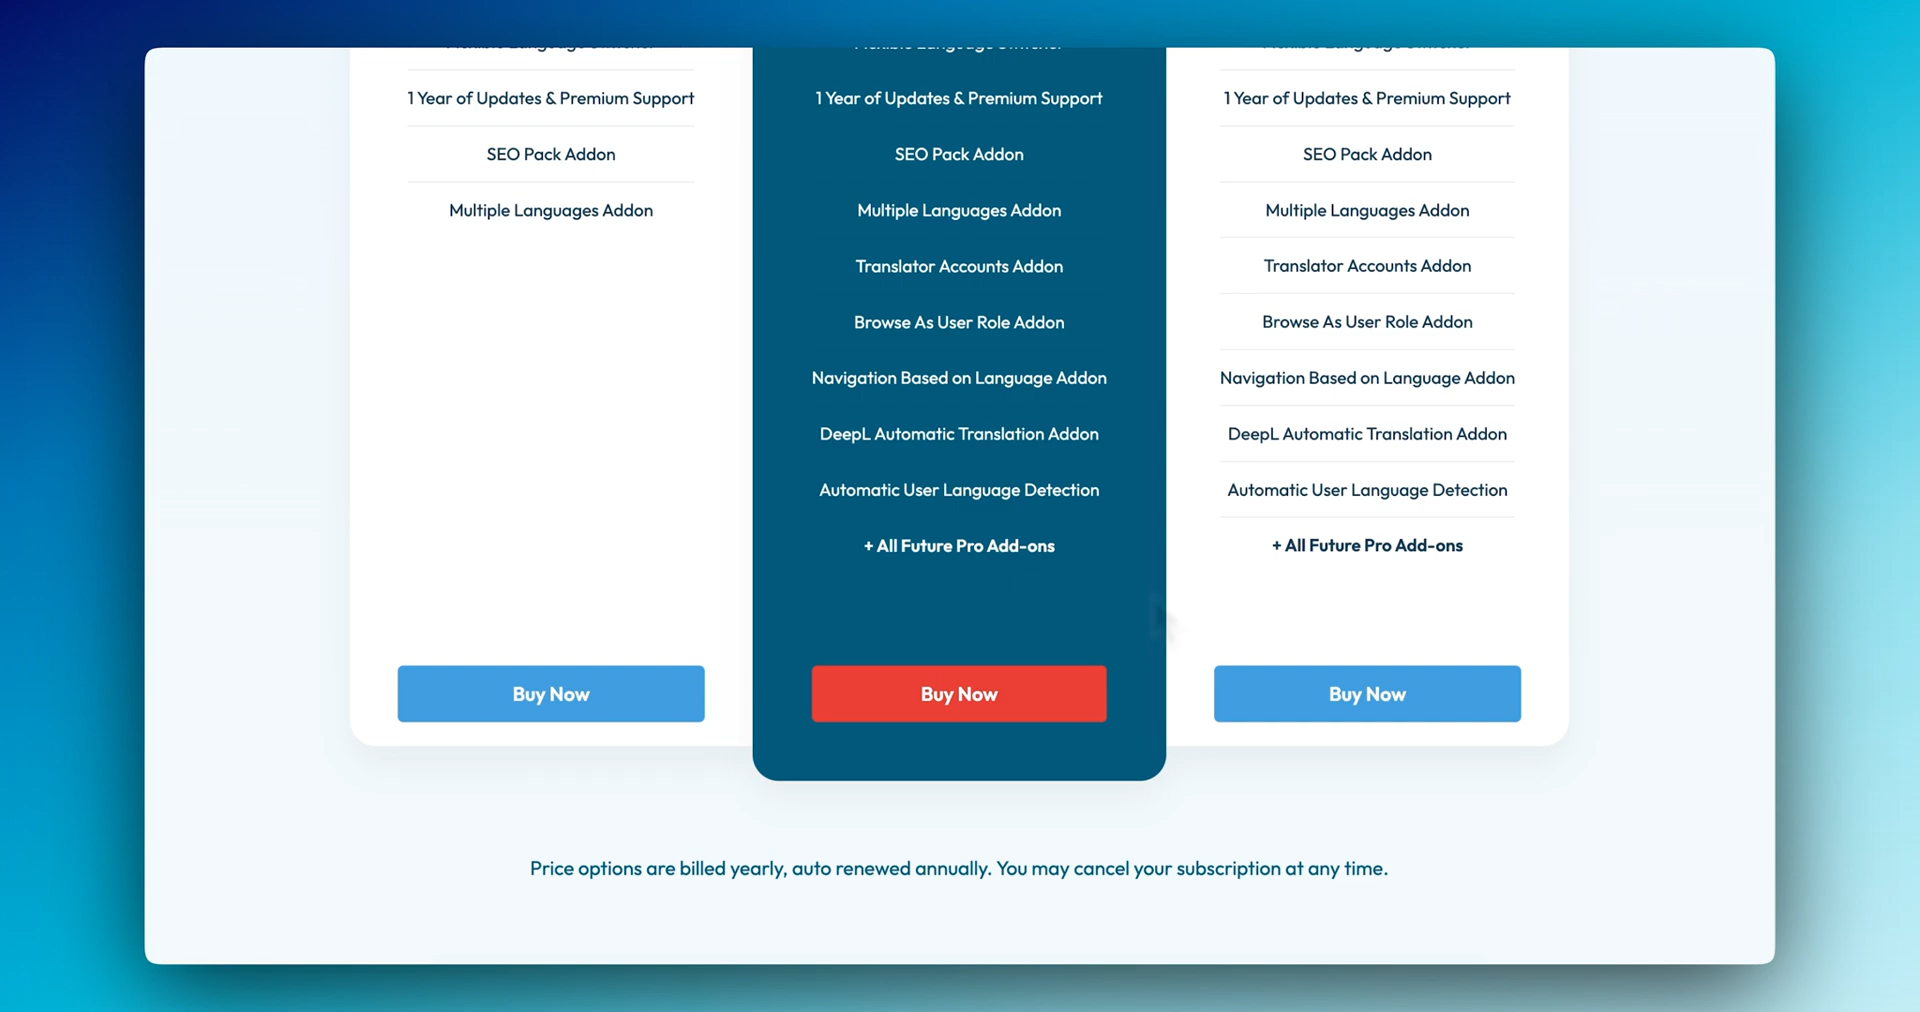 1 Year of Updates & Premium Support
SEO Pack Addon
Multiple Languages Addon
Buy Now
1 Year of Updates & Premium Support
SEO Pack Addon
Multiple Languages Addon
Translator Accounts Addon
Browse As User Role Addon
Navigation Based on Language Addon
DeepL Automatic Translation Addon
Automatic User Language Detection
+ All Future Pro Add-ons
Buy Now
1 Year of Updates & Premium Support
SEO Pack Addon
Multiple Languages Addon
Translator Accounts Addon
Browse As User Role Addon
Navigation Based on Language Addon
DeepL Automatic Translation Addon
Automatic User Language Detection
+ All Future Pro Add-ons
Buy Now
Price options are billed yearly, auto renewed annually. You may cancel your subscription at any time.